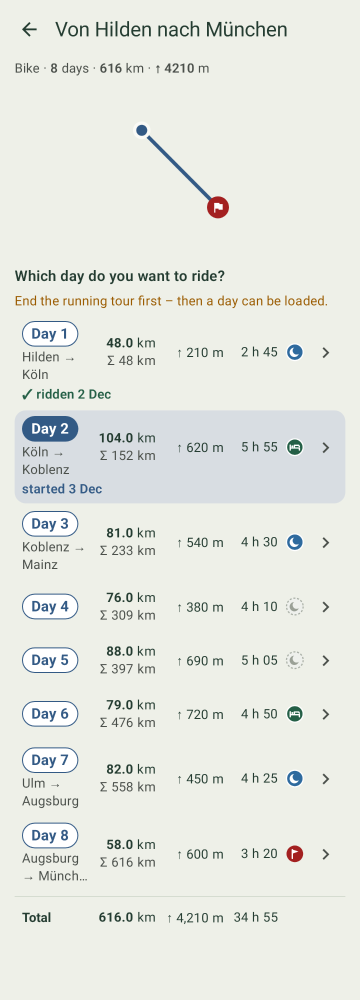 Von Hilden nach München
Bike · 8 days · 616 km · ↑ 4210 m
Which day do you want to ride?
End the running tour first – then a day can be loaded.
Day 1
Hilden →
Köln
48.0 km
Σ 48 km
↑ 210 m
2 h 45
✓ ridden 2 Dec
Day 2
Köln →
Koblenz
104.0 km
Σ 152 km
↑ 620 m
5 h 55
started 3 Dec
Day 3
Koblenz →
Mainz
81.0 km
Σ 233 km
↑ 540 m
4 h 30
Day 4
76.0 km
Σ 309 km
↑ 380 m
4 h 10
Day 5
88.0 km
Σ 397 km
↑ 690 m
5 h 05
Day 6
79.0 km
Σ 476 km
↑ 720 m
4 h 50
Day 7
Ulm →
Augsburg
82.0 km
Σ 558 km
↑ 450 m
4 h 25
Day 8
Augsburg
→ Münch…
58.0 km
Σ 616 km
↑ 600 m
3 h 20
Total 616.0 km ↑ 4,210 m 34 h 55